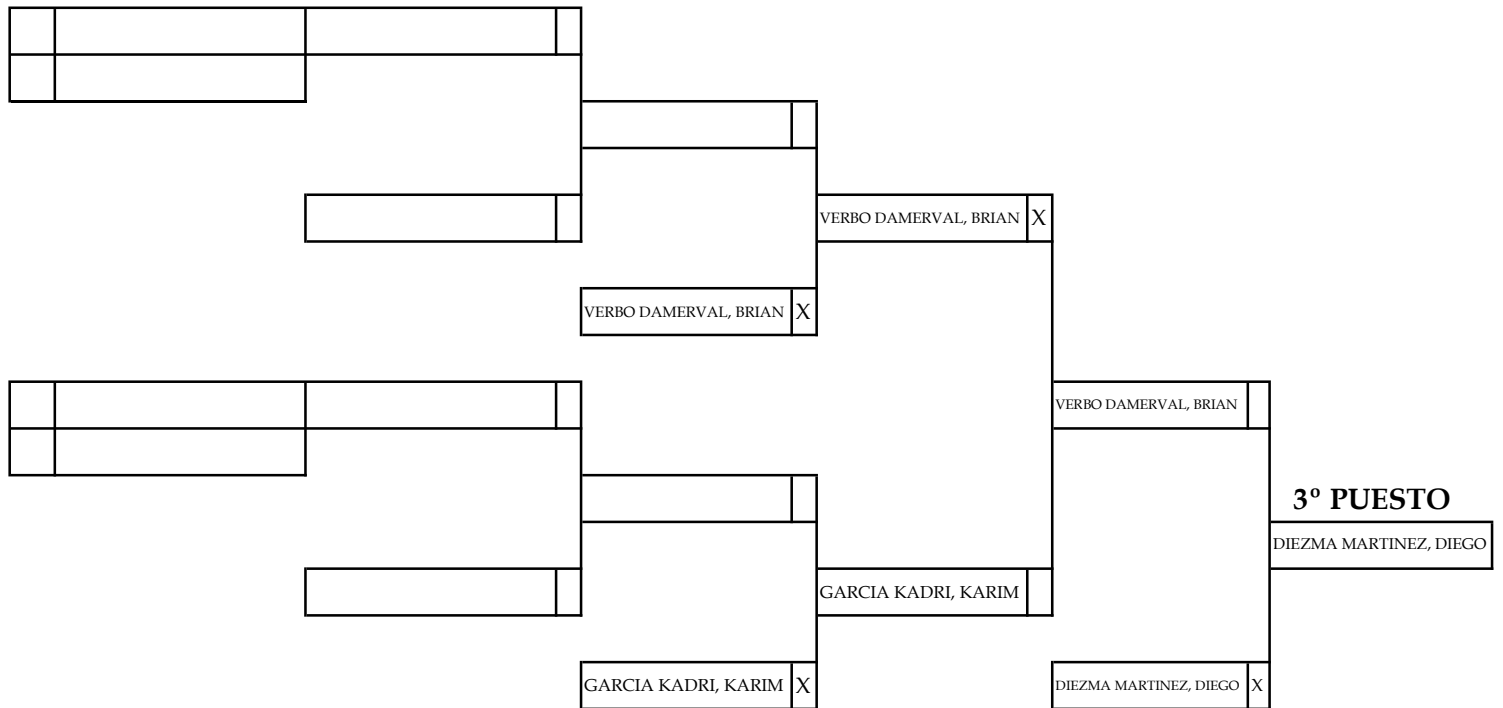 VERBO DAMERVAL, BRIAN X
VERBO DAMERVAL, BRIAN X
VERBO DAMERVAL, BRIAN
3º PUESTO
DIEZMA MARTINEZ, DIEGO
GARCIA KADRI, KARIM
GARCIA KADRI, KARIM X
DIEZMA MARTINEZ, DIEGO X